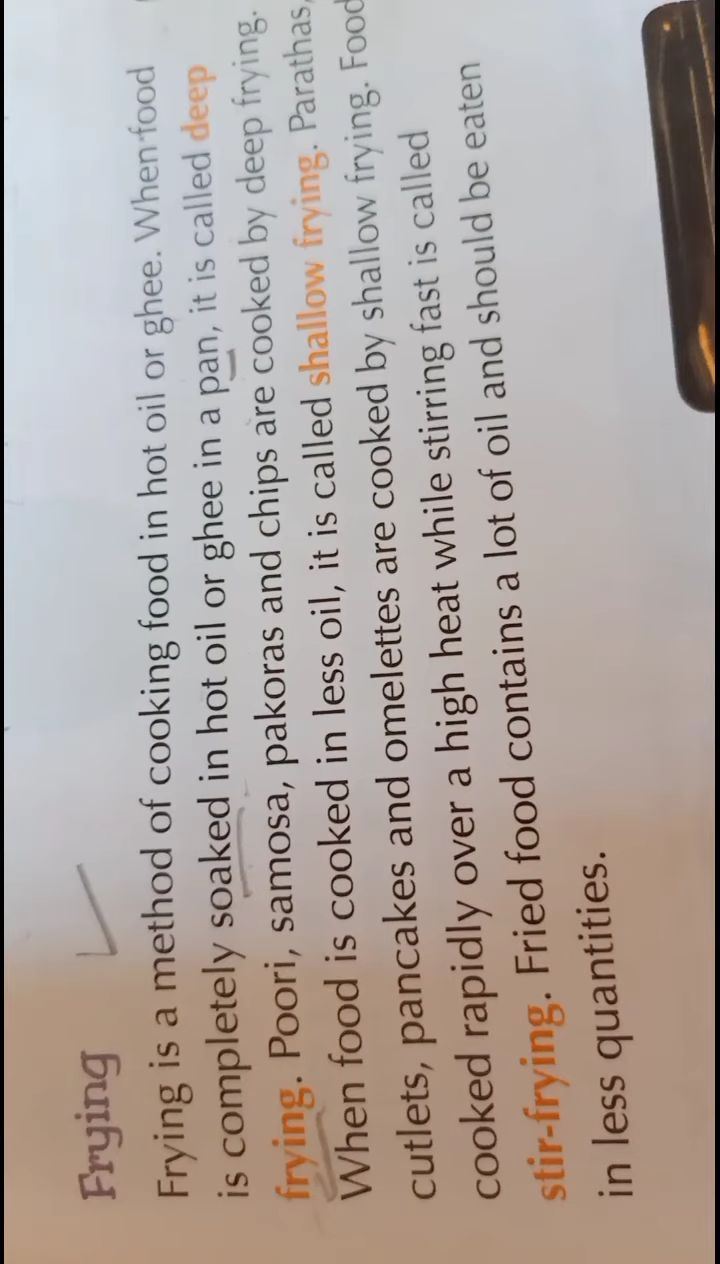 Frying
Frying is a method of cooking food in hot oil or ghee. When food
is completely soaked in hot oil or ghee in a pan, it is called deep
frying. Poori, samosa, pakoras and chips are cooked by deep frying.
When food is cooked in less oil, it is called shallow frying. Parathas,
cutlets, pancakes and omelettes are cooked by shallow frying. Food
cooked rapidly over a high heat while stirring fast is called
stir-frying. Fried food contains a lot of oil and should be eaten
in less quantities.